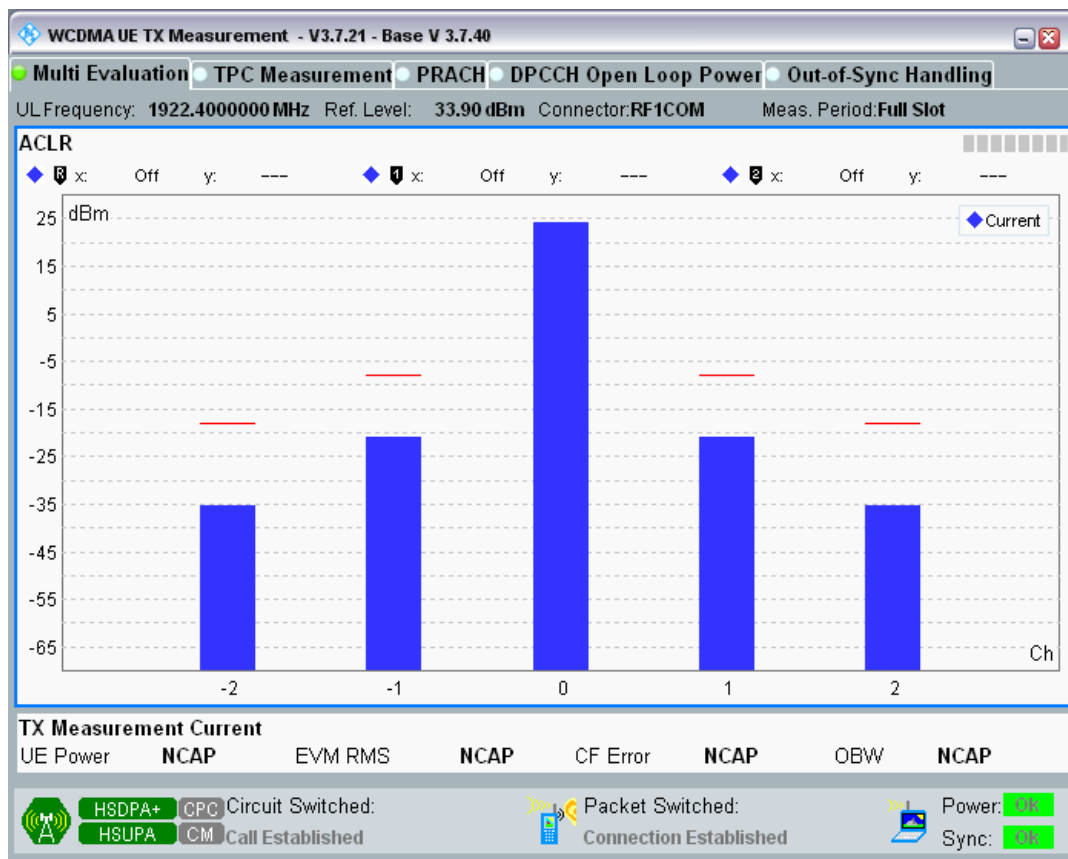 WCDMA UE TX Measurement - V3.7.21 - Base V 3.7.40
Multi Evaluation TPC Measurement PRACH DPCCH Open Loop Power Out-of-Sync Handling
UL Frequency: 1922.4000000 MHz Ref. Level: 33.90 dBm Connector:RF1COM Meas. Period:Full Slot
ACLR
R x: Off y: --- 1 x: Off y: --- 2 x: Off y: ---
25 dBm
Current
15
5
-5
-15
-25
-35
-45
-55
-65
Ch
-2 -1 0 1 2
TX Measurement Current
UE Power NCAP EVM RMS NCAP CF Error NCAP OBW NCAP
HSDPA+ CPC Circuit Switched: Packet Switched: Power: Ok
HSUPA CM Call Established Connection Established Sync: Ok